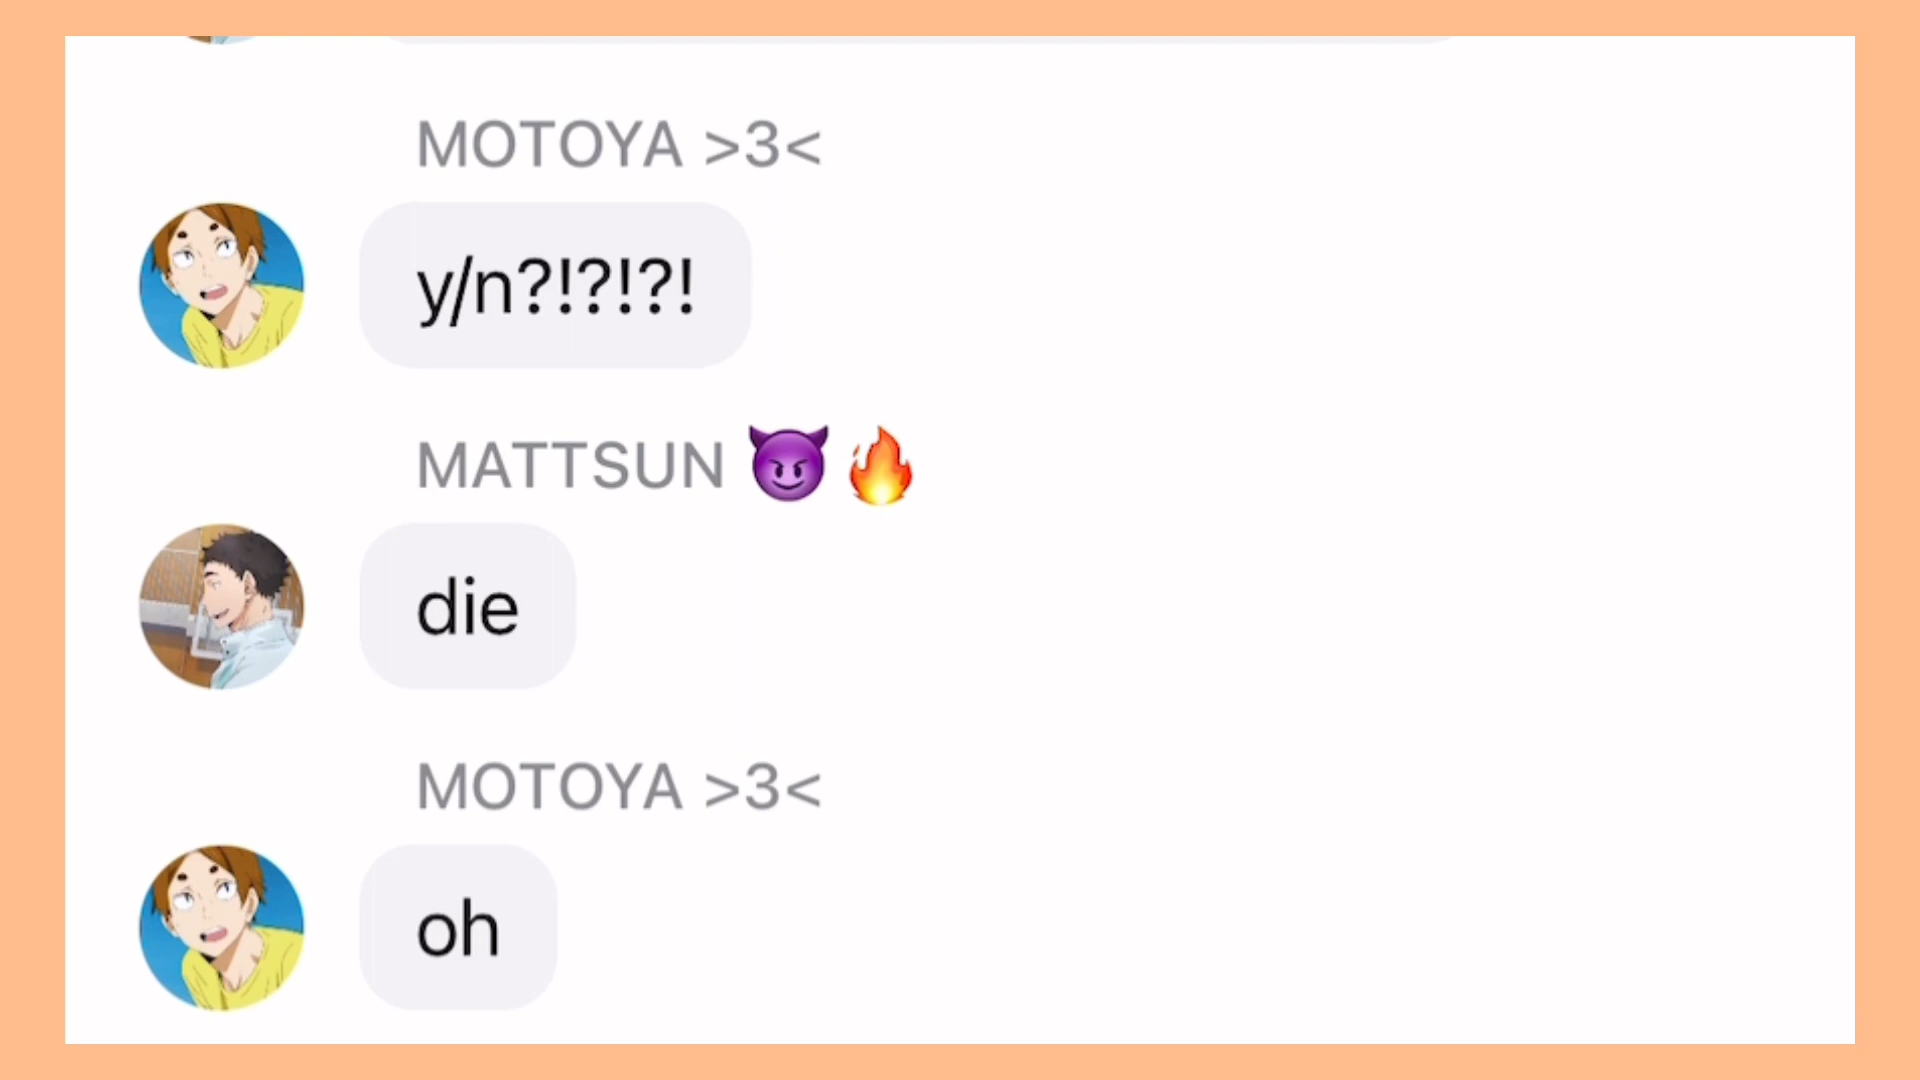 MOTOYA >3<
y/n?!?!?!
MATTSUN 😈🔥
die
MOTOYA >3<
oh